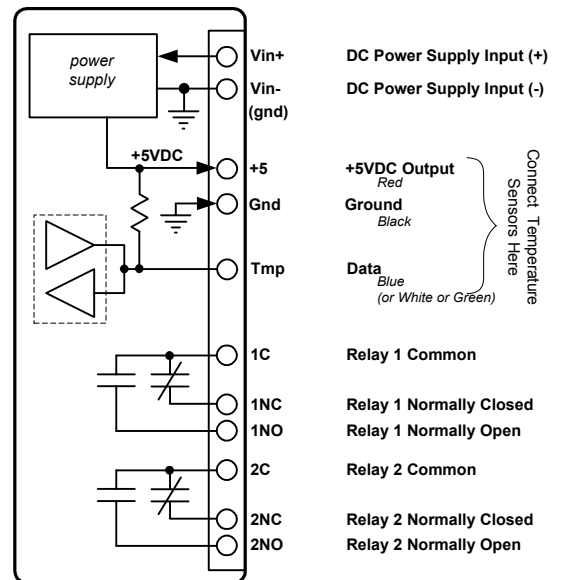 power
supply
Vin+ DC Power Supply Input (+)
Vin- DC Power Supply Input (-)
(gnd)
+5VDC
+5 +5VDC Output
Red
Gnd Ground
Black
Tmp Data
Blue
(or White or Green)
Connect Temperature
Sensors Here
1C Relay 1 Common
1NC Relay 1 Normally Closed
1NO Relay 1 Normally Open
2C Relay 2 Common
2NC Relay 2 Normally Closed
2NO Relay 2 Normally Open